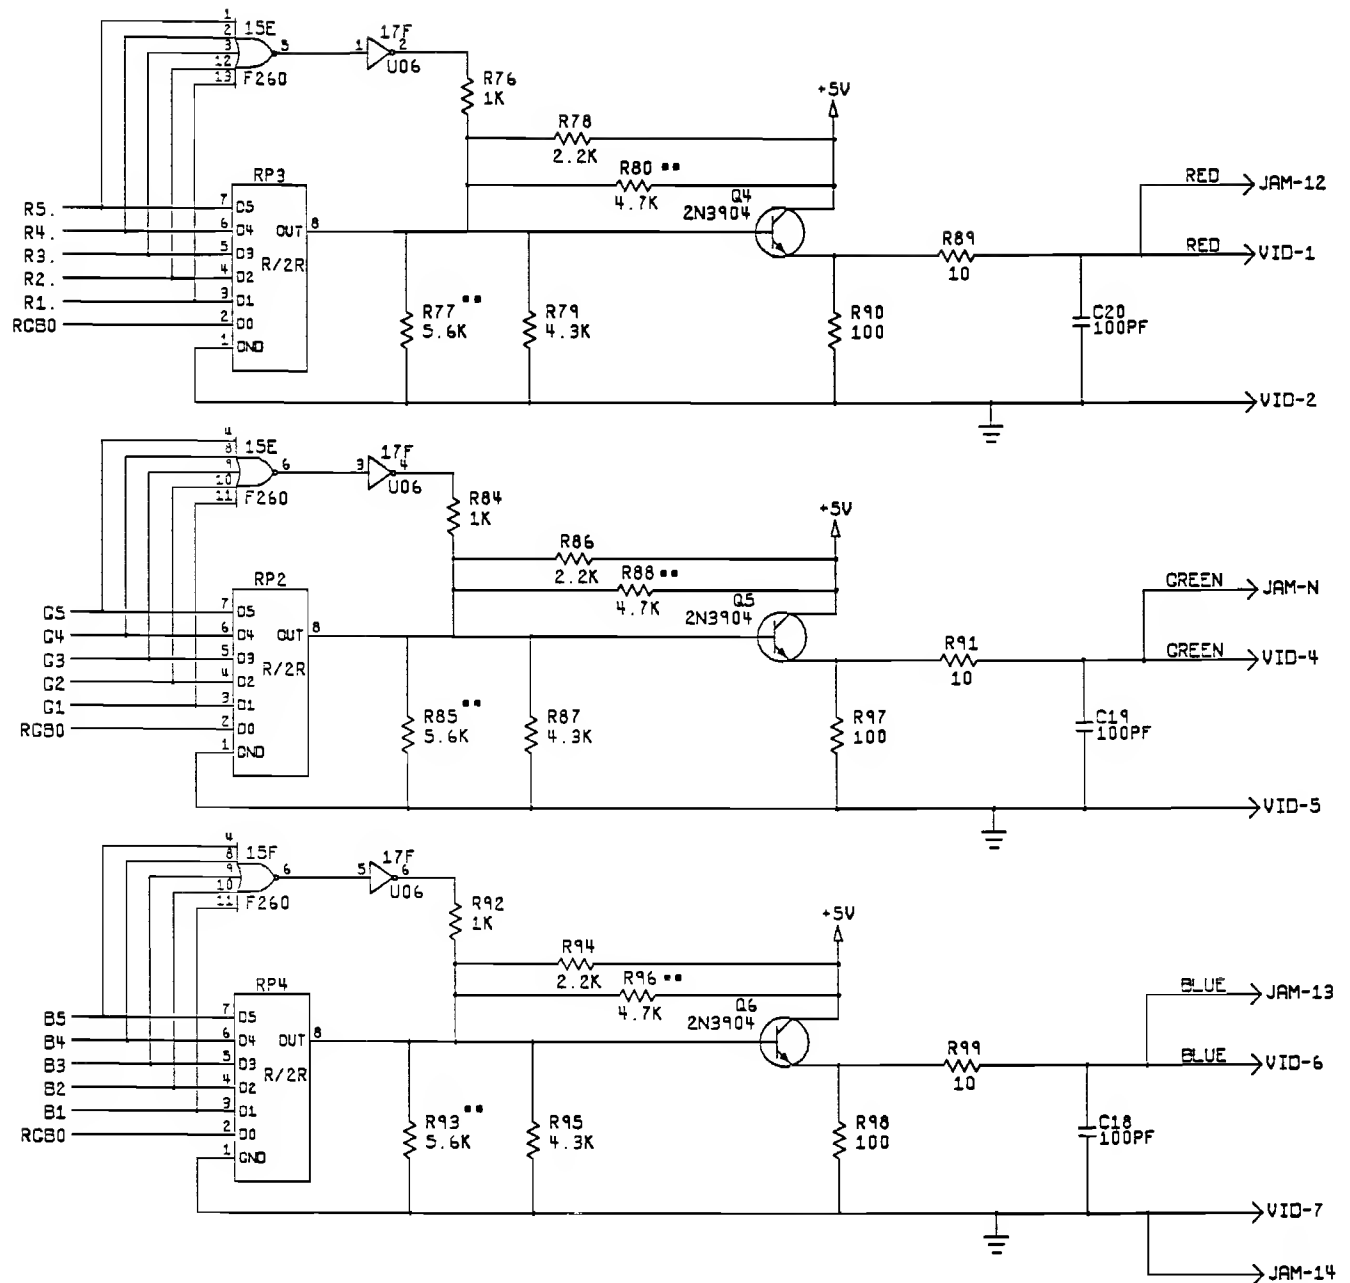 1
2
3
12
13
15E
F260
5
1
17F
2
U06
R76
1K
R78
2.2K
R80 **
4.7K
+5V
Q4
2N3904
RP3
R5.
R4.
R3.
R2.
R1.
RGB0
7 D5
6 D4
5 D3
4 D2
3 D1
2 D0
1 GND
OUT 8
R/2R
R77 **
5.6K
R79
4.3K
R89
10
R90
100
C20
100PF
RED
JAM-12
RED
VID-1
VID-2
4
8
9
10
11
15E
F260
6
3
17F
4
U06
R84
1K
R86
2.2K
R88 **
4.7K
+5V
Q5
2N3904
RP2
G5
G4
G3
G2
G1
RGB0
7 D5
6 D4
5 D3
4 D2
3 D1
2 D0
1 GND
OUT 8
R/2R
R85 **
5.6K
R87
4.3K
R91
10
R97
100
C19
100PF
GREEN
JAM-N
GREEN
VID-4
VID-5
4
8
9
10
11
15F
F260
6
5
17F
6
U06
R92
1K
R94
2.2K
R96 **
4.7K
+5V
Q6
2N3904
RP4
B5
B4
B3
B2
B1
RGB0
7 D5
6 D4
5 D3
4 D2
3 D1
2 D0
1 GND
OUT 8
R/2R
R93 **
5.6K
R95
4.3K
R99
10
R98
100
C18
100PF
BLUE
JAM-13
BLUE
VID-6
VID-7
JAM-14